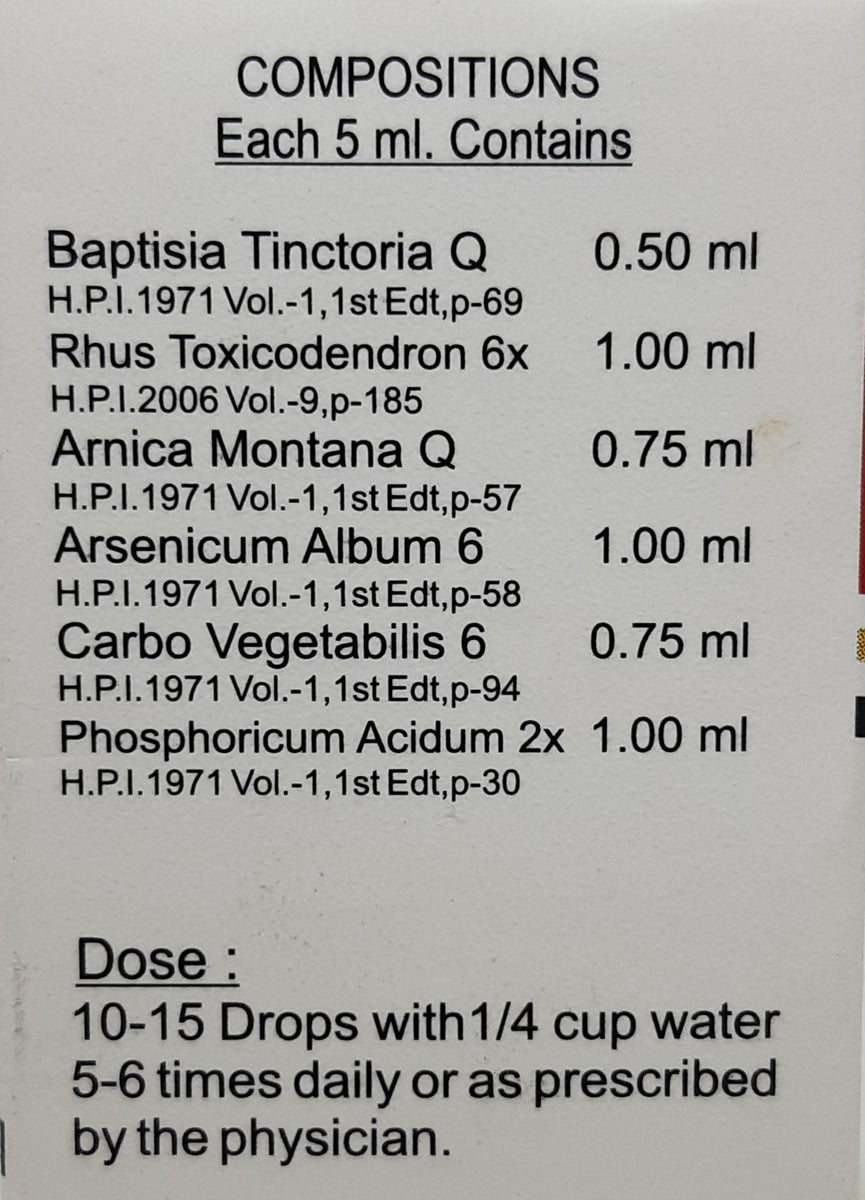 COMPOSITIONS
Each 5 ml. Contains
Baptisia Tinctoria Q 0.50 ml
H.P.I.1971 Vol.-1,1st Edt,p-69
Rhus Toxicodendron 6x 1.00 ml
H.P.I.2006 Vol.-9,p-185
Arnica Montana Q 0.75 ml
H.P.I.1971 Vol.-1,1st Edt,p-57
Arsenicum Album 6 1.00 ml
H.P.I.1971 Vol.-1,1st Edt,p-58
Carbo Vegetabilis 6 0.75 ml
H.P.I.1971 Vol.-1,1st Edt,p-94
Phosphoricum Acidum 2x 1.00 ml
H.P.I.1971 Vol.-1,1st Edt,p-30
Dose :
10-15 Drops with1/4 cup water
5-6 times daily or as prescribed
by the physician.